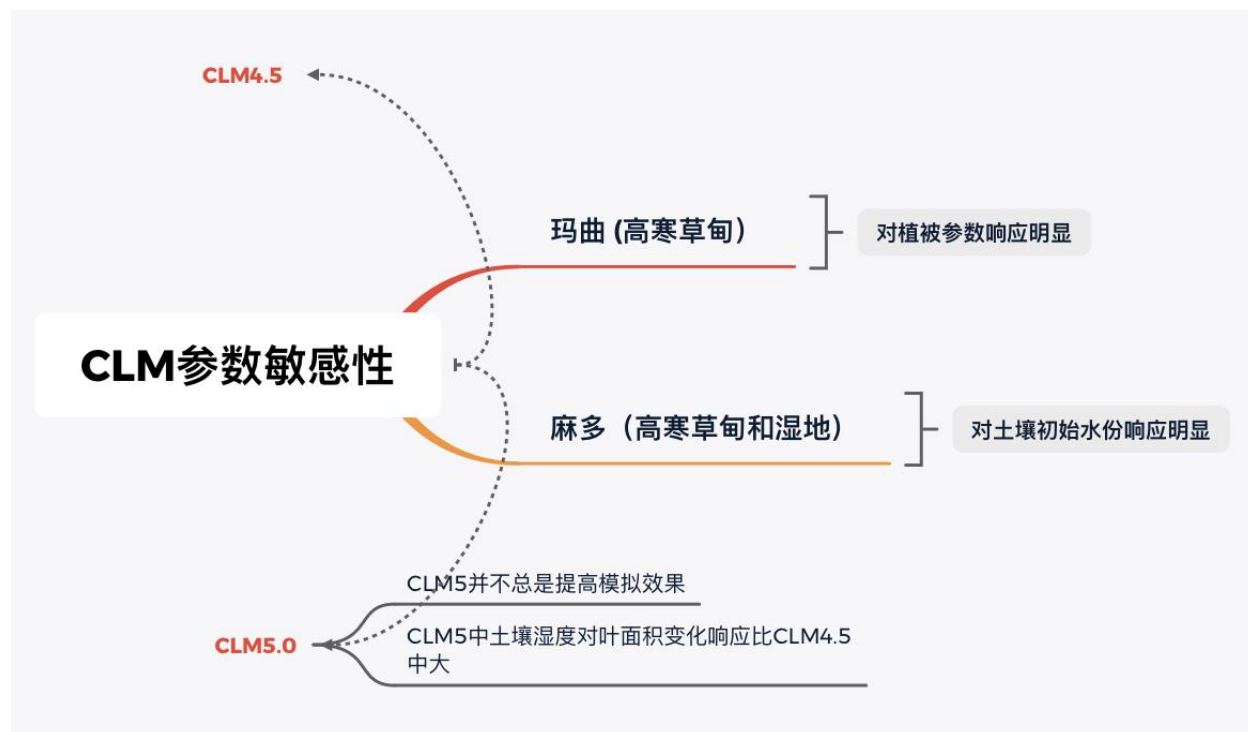 CLM4.5
玛曲 (高寒草甸）
对植被参数响应明显
CLM参数敏感性
麻多（高寒草甸和湿地）
对土壤初始水份响应明显
CLM5并不总是提高模拟效果
CLM5.0
CLM5中土壤湿度对叶面积变化响应比CLM4.5
中大